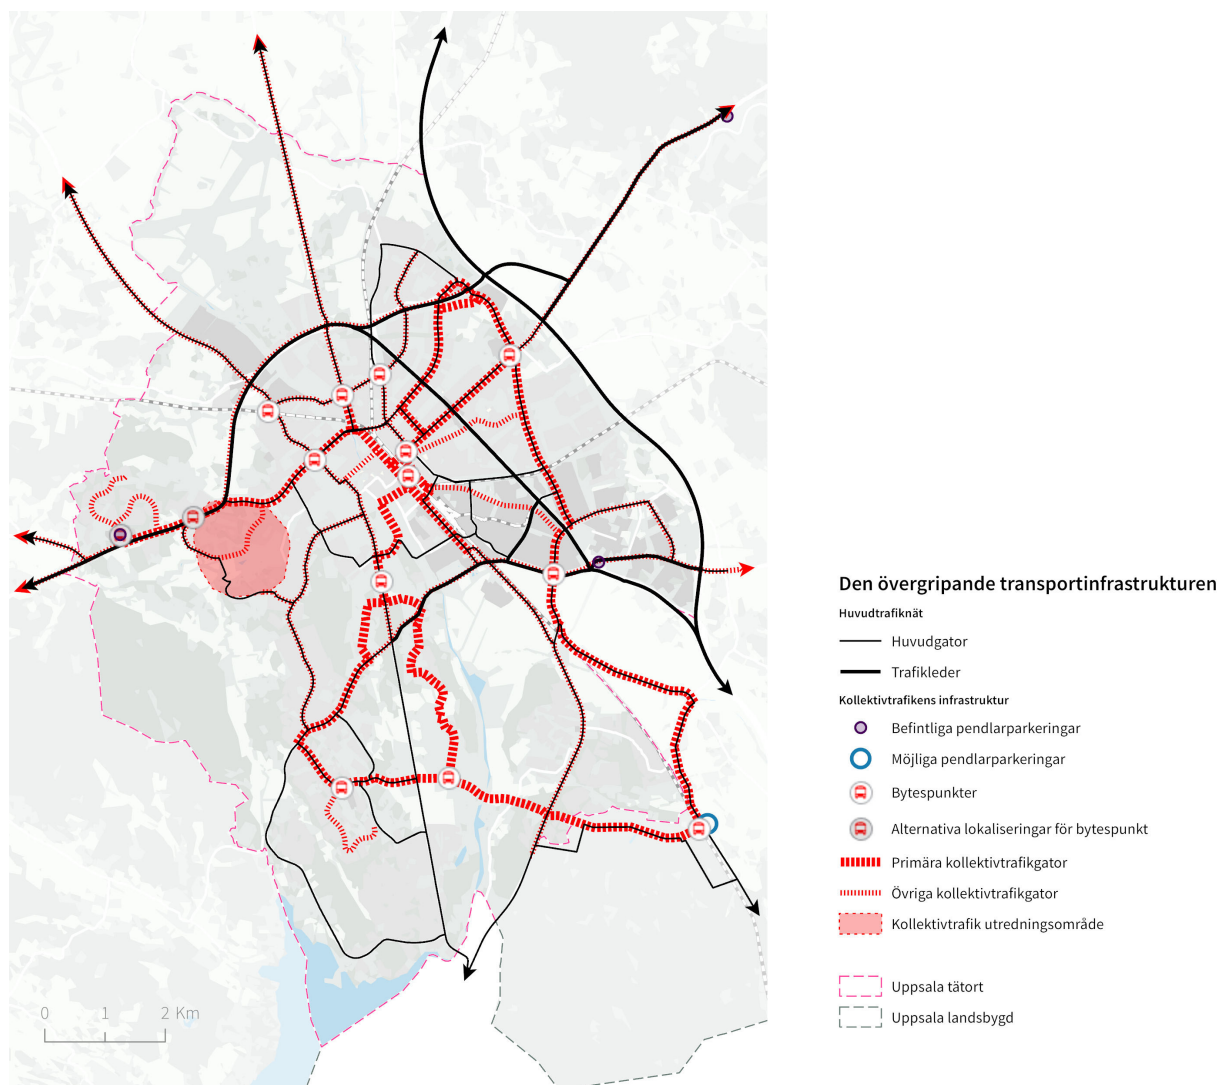 Den övergripande transportinfrastrukturen
Huvudtrafiknät
Huvudgator
Trafikleder
Kollektivtrafikens infrastruktur
Befintliga pendlarparkeringar
Möjliga pendlarparkeringar
Bytespunkter
Alternativa lokaliseringar för bytespunkt
Primära kollektivtrafikgator
Övriga kollektivtrafikgator
Kollektivtrafik utredningsområde
Uppsala tätort
Uppsala landsbygd
0 1 2 Km